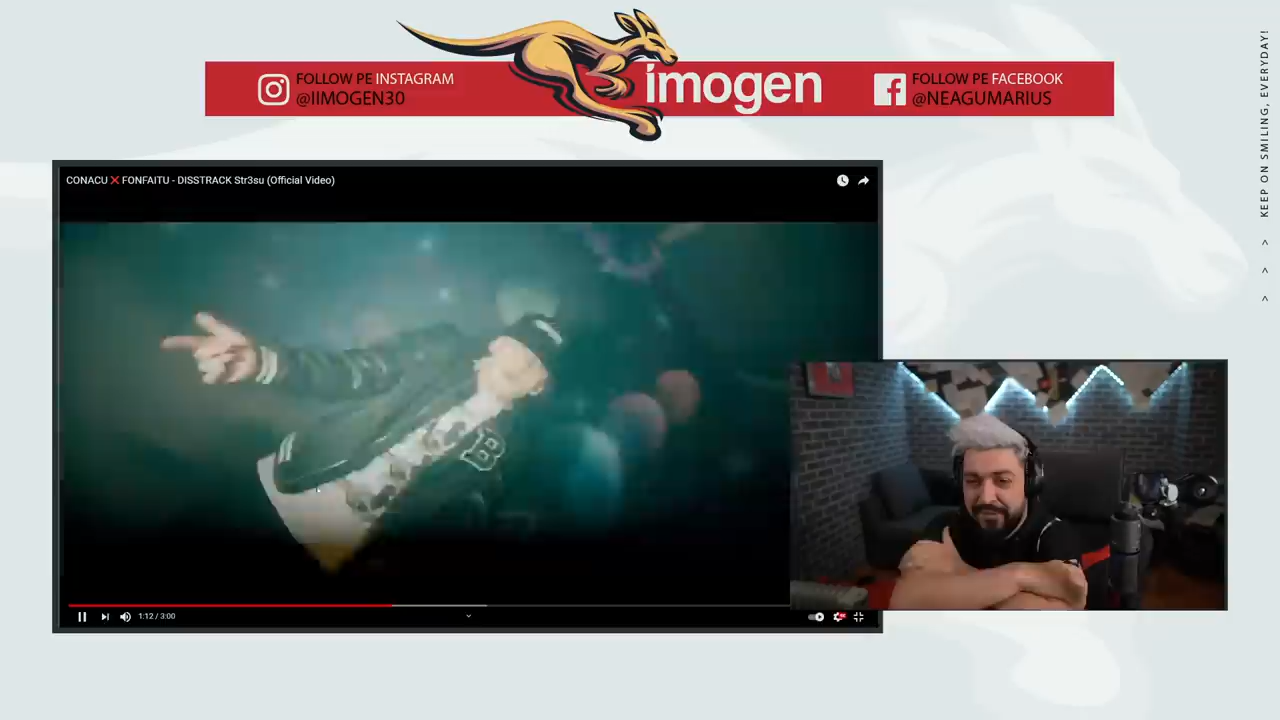 FOLLOW PE INSTAGRAM
@IIMOGEN30
imogen
FOLLOW PE FACEBOOK
@NEAGUMARIUS
KEEP ON SMILING, EVERYDAY!
CONACU ❌ FONFAITU - DISSTRACK Str3su (Official Video)
B
1:12 / 3:00